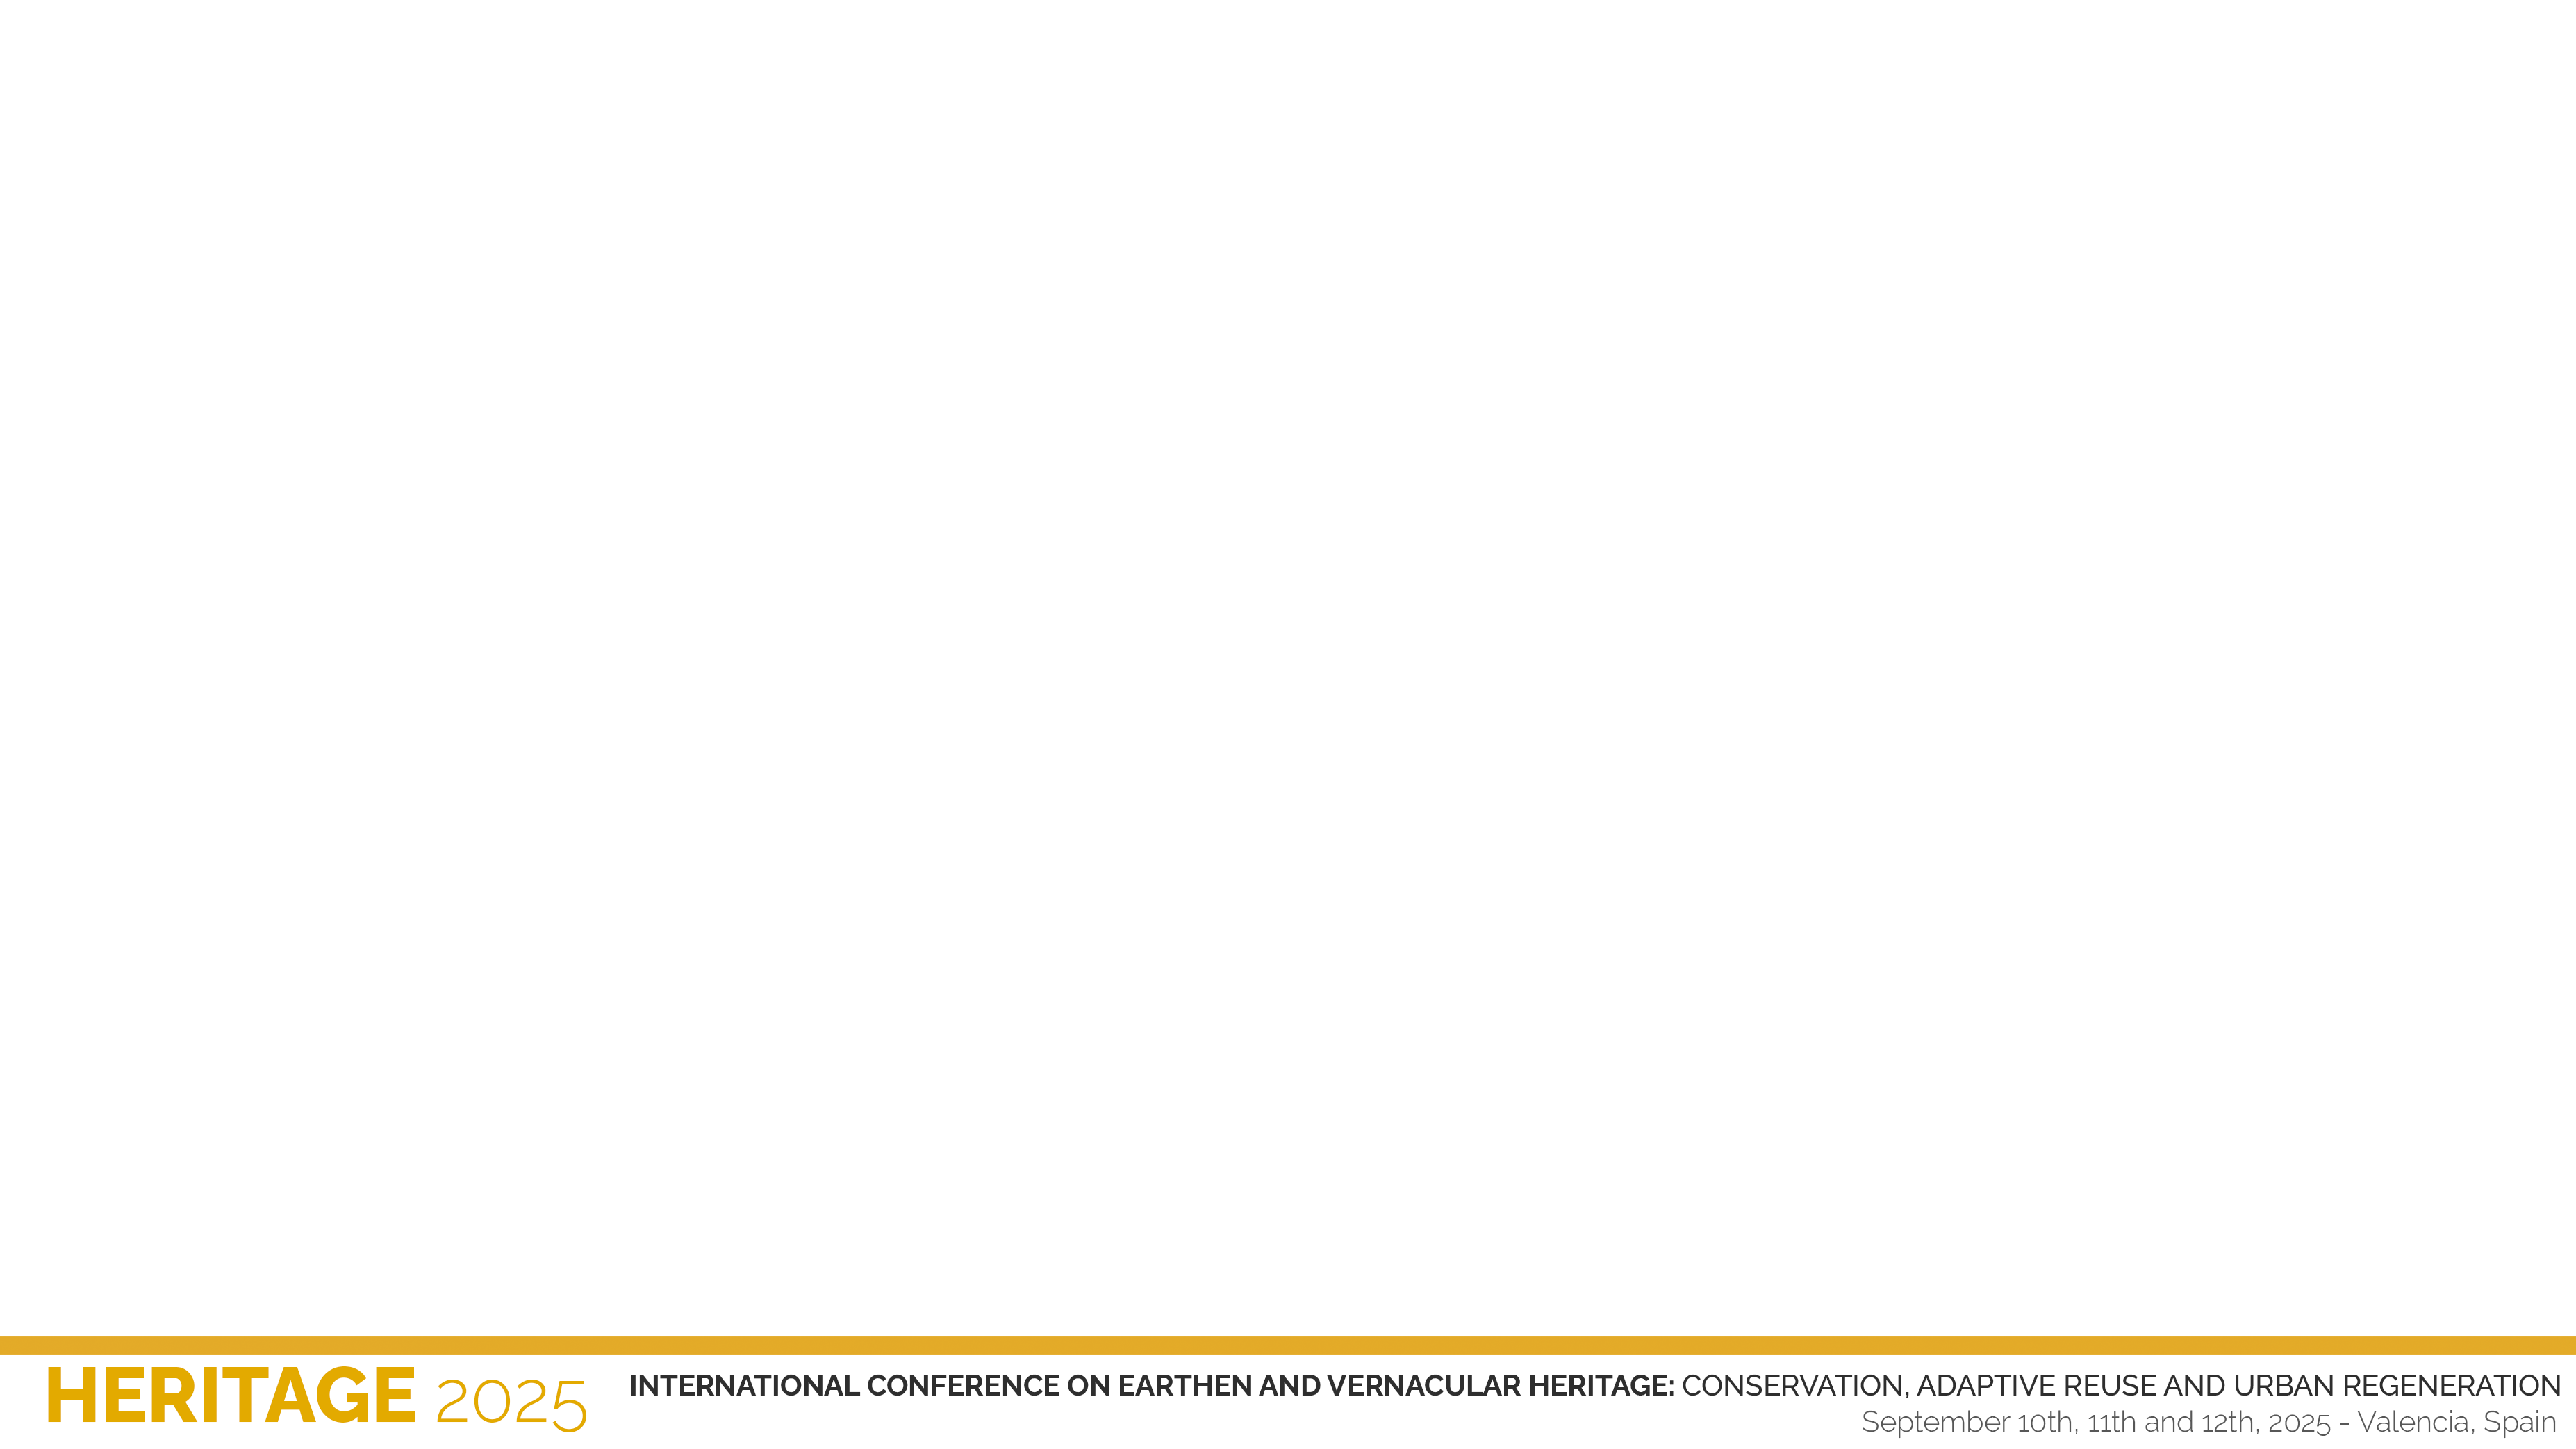 HERITAGE 2025
INTERNATIONAL CONFERENCE ON EARTHEN AND VERNACULAR HERITAGE: CONSERVATION, ADAPTIVE REUSE AND URBAN REGENERATION
September 10th, 11th and 12th, 2025 - Valencia, Spain